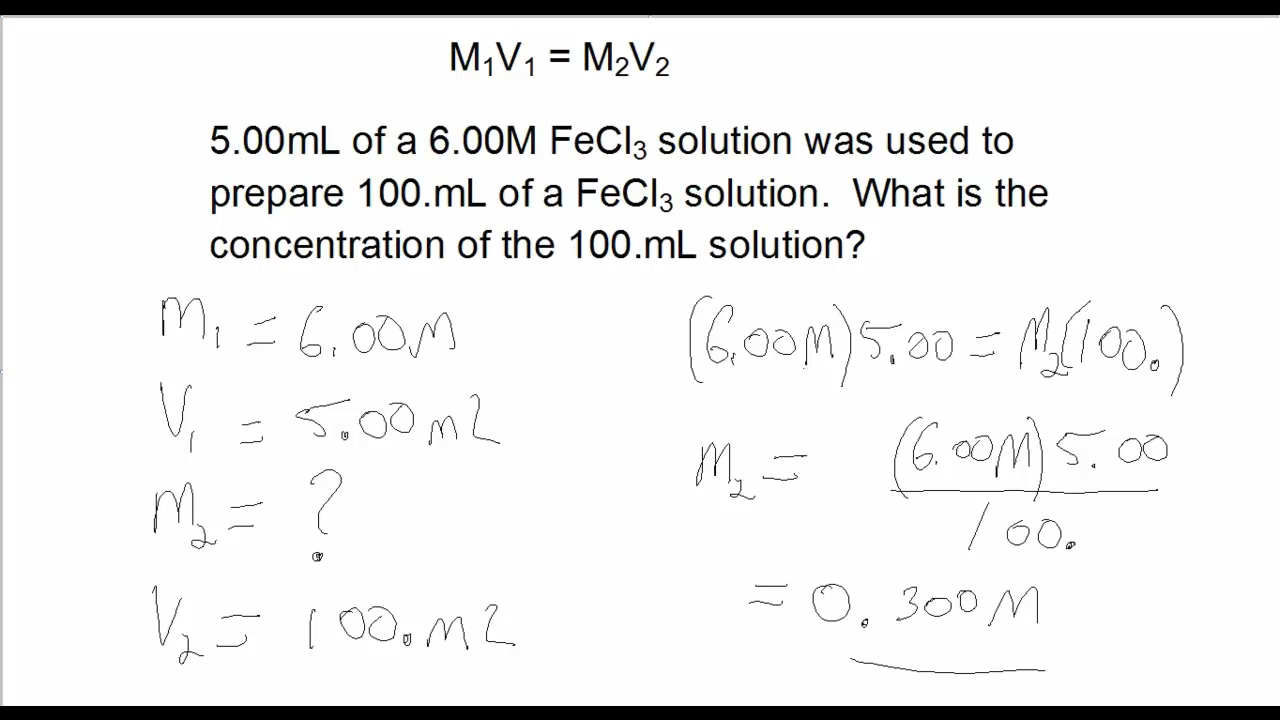 M₁V₁ = M₂V₂
5.00mL of a 6.00M FeCl₃ solution was used to
prepare 100.mL of a FeCl₃ solution.  What is the
concentration of the 100.mL solution?
M₁ = 6.00M
V₁ = 5.00mL
M₂ = ?
V₂ = 100.mL
(6.00M)5.00 = M₂(100.)
M₂ = (6.00M)5.00
100.
= 0.300M